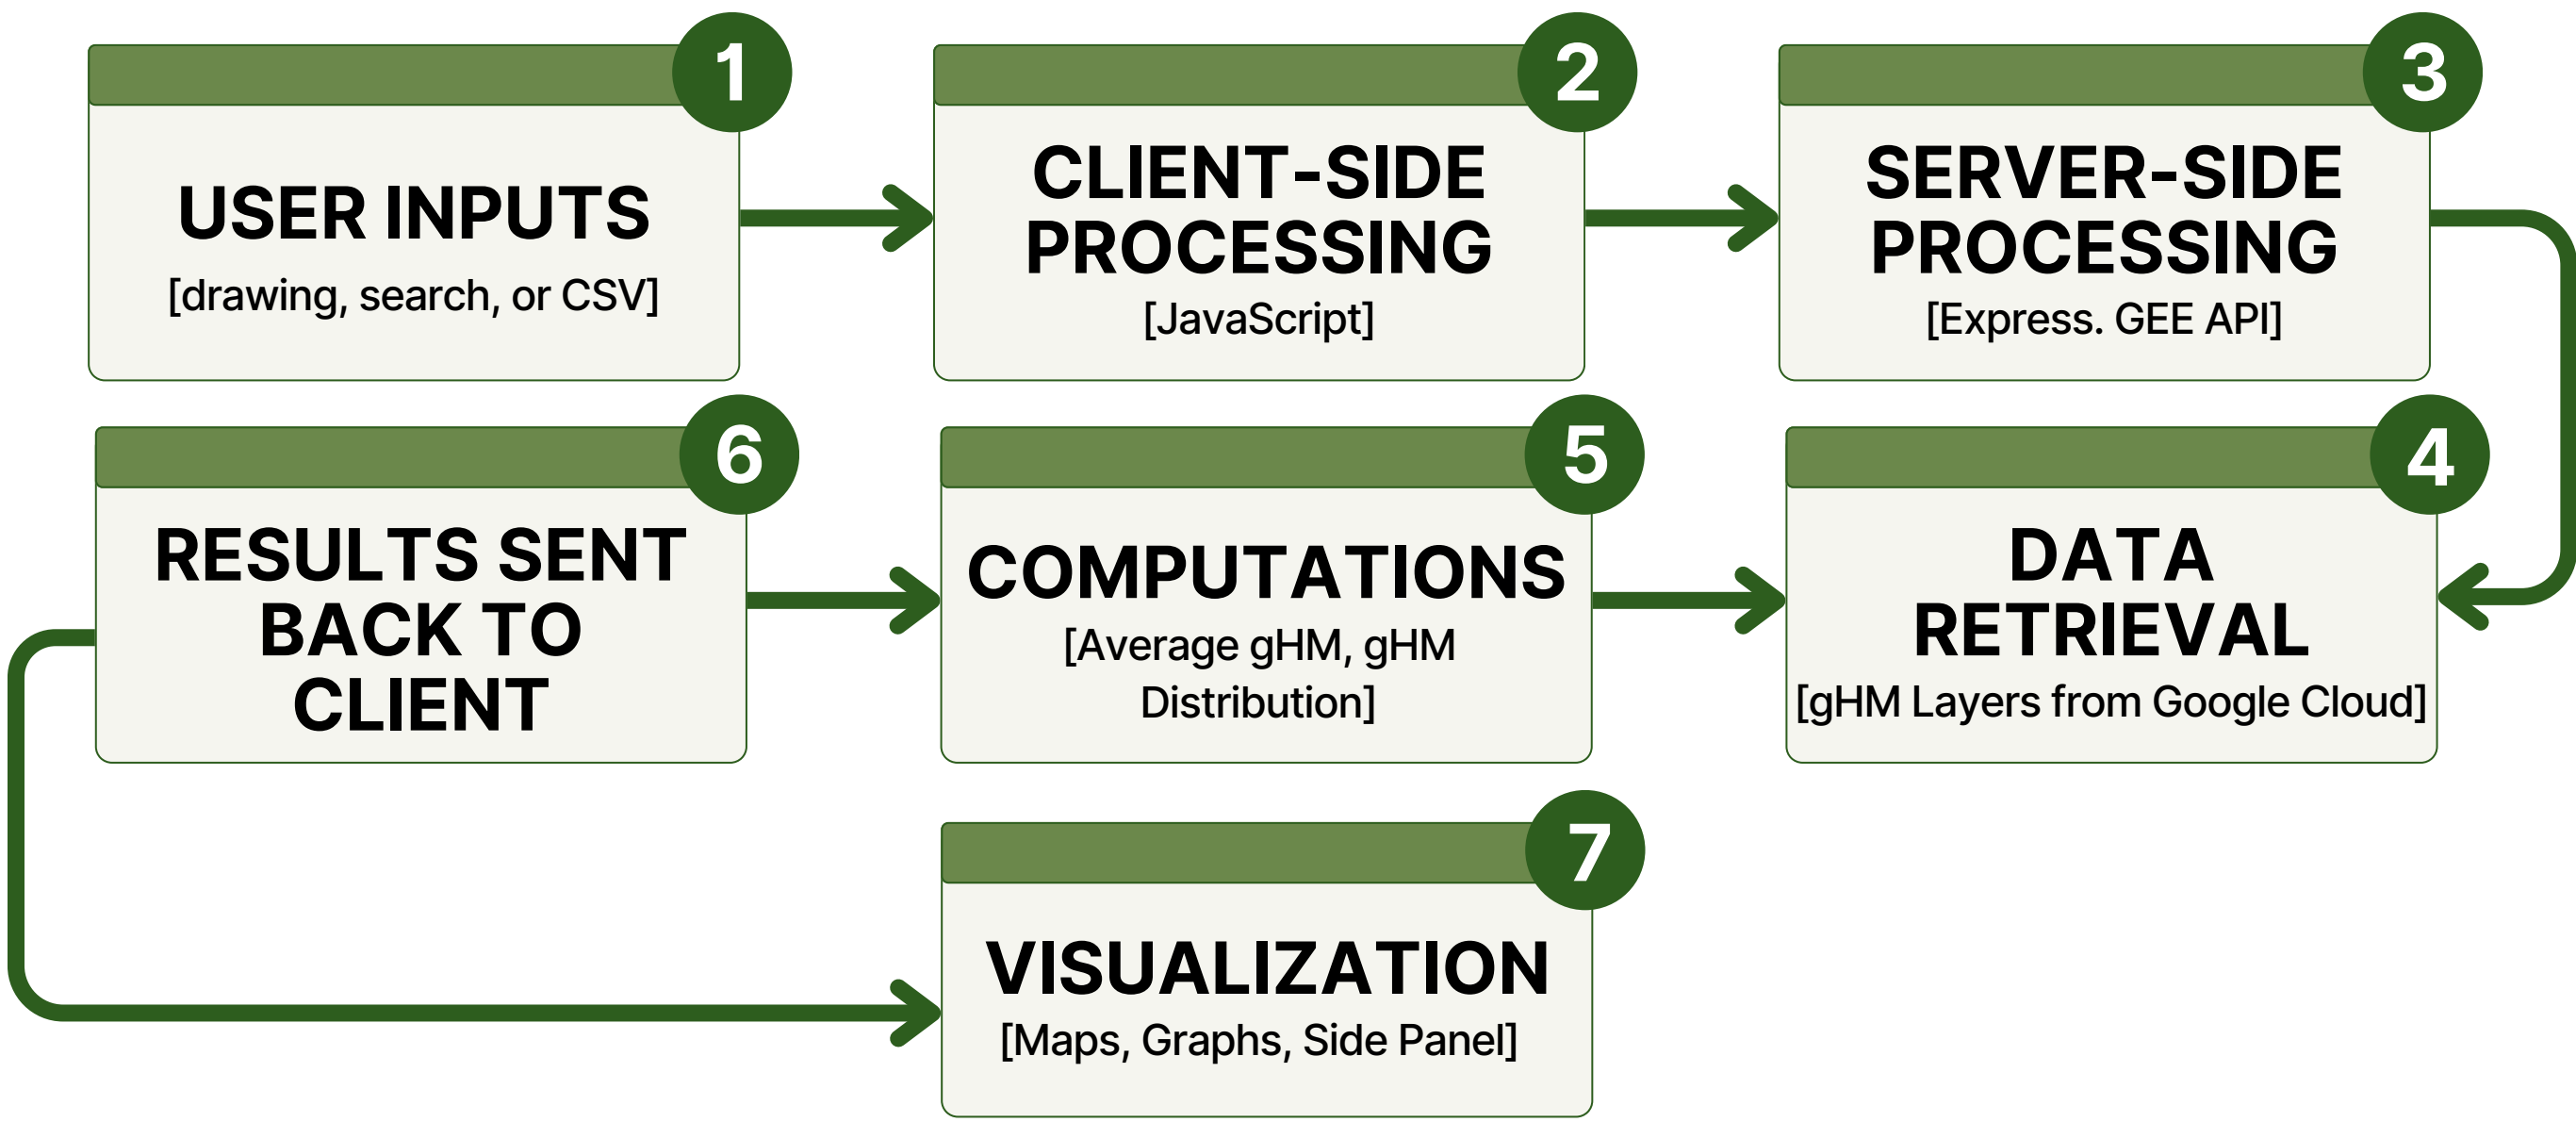 1
USER INPUTS
[drawing, search, or CSV]
2
CLIENT-SIDE
PROCESSING
[JavaScript]
3
SERVER-SIDE
PROCESSING
[Express. GEE API]
4
DATA
RETRIEVAL
[gHM Layers from Google Cloud]
5
COMPUTATIONS
[Average gHM, gHM
Distribution]
6
RESULTS SENT
BACK TO
CLIENT
7
VISUALIZATION
[Maps, Graphs, Side Panel]